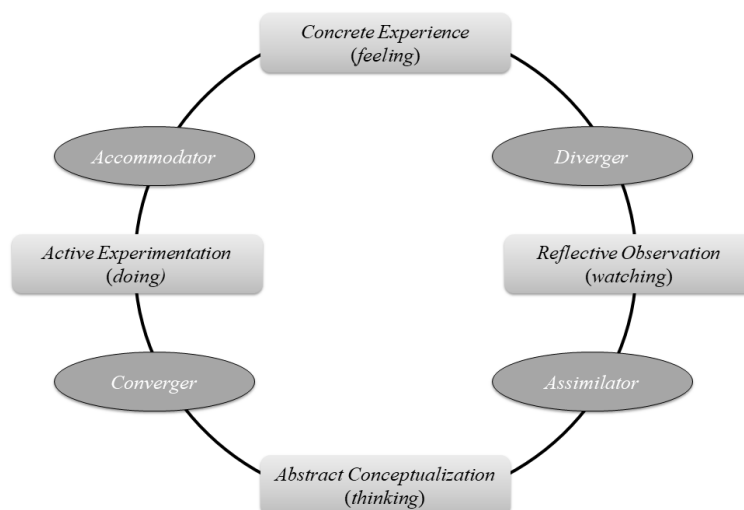 Concrete Experience
(feeling)
Accommodator
Diverger
Active Experimentation
(doing)
Reflective Observation
(watching)
Converger
Assimilator
Abstract Conceptualization
(thinking)